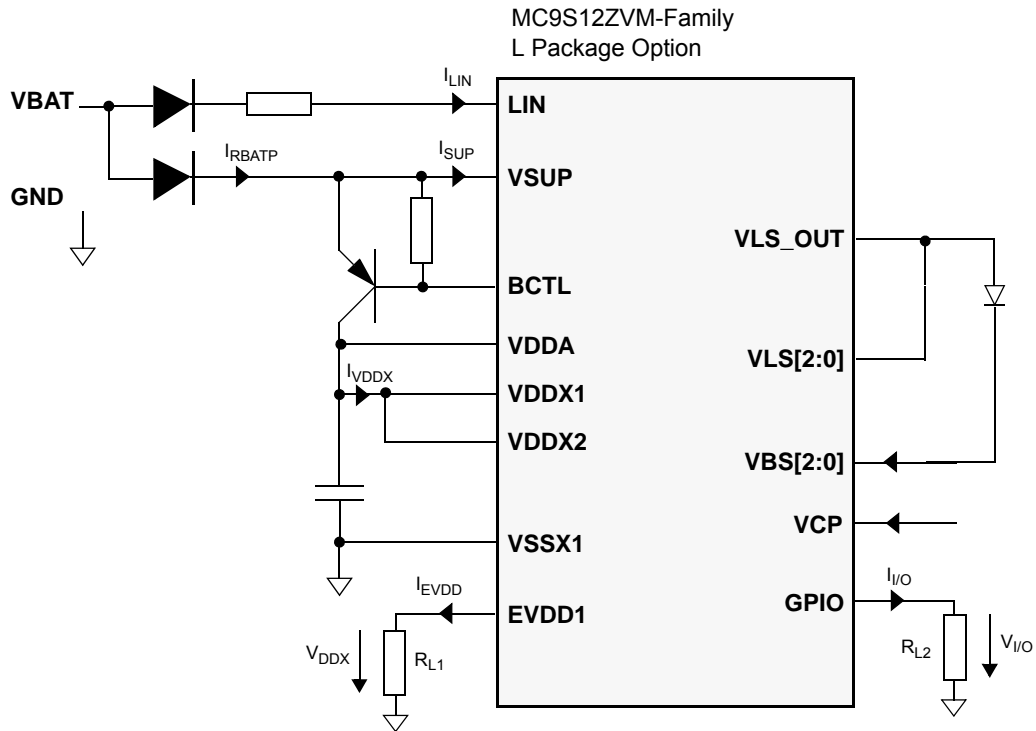 MC9S12ZVM-Family
L Package Option
VBAT
I_LIN
LIN
I_RBATP
I_SUP
VSUP
GND
BCTL
VLS_OUT
VDDA
I_VDDX
VDDX1
VLS[2:0]
VDDX2
VBS[2:0]
VCP
VSSX1
I_EVDD
EVDD1
I_I/O
GPIO
V_DDX
R_L1
R_L2
V_I/O